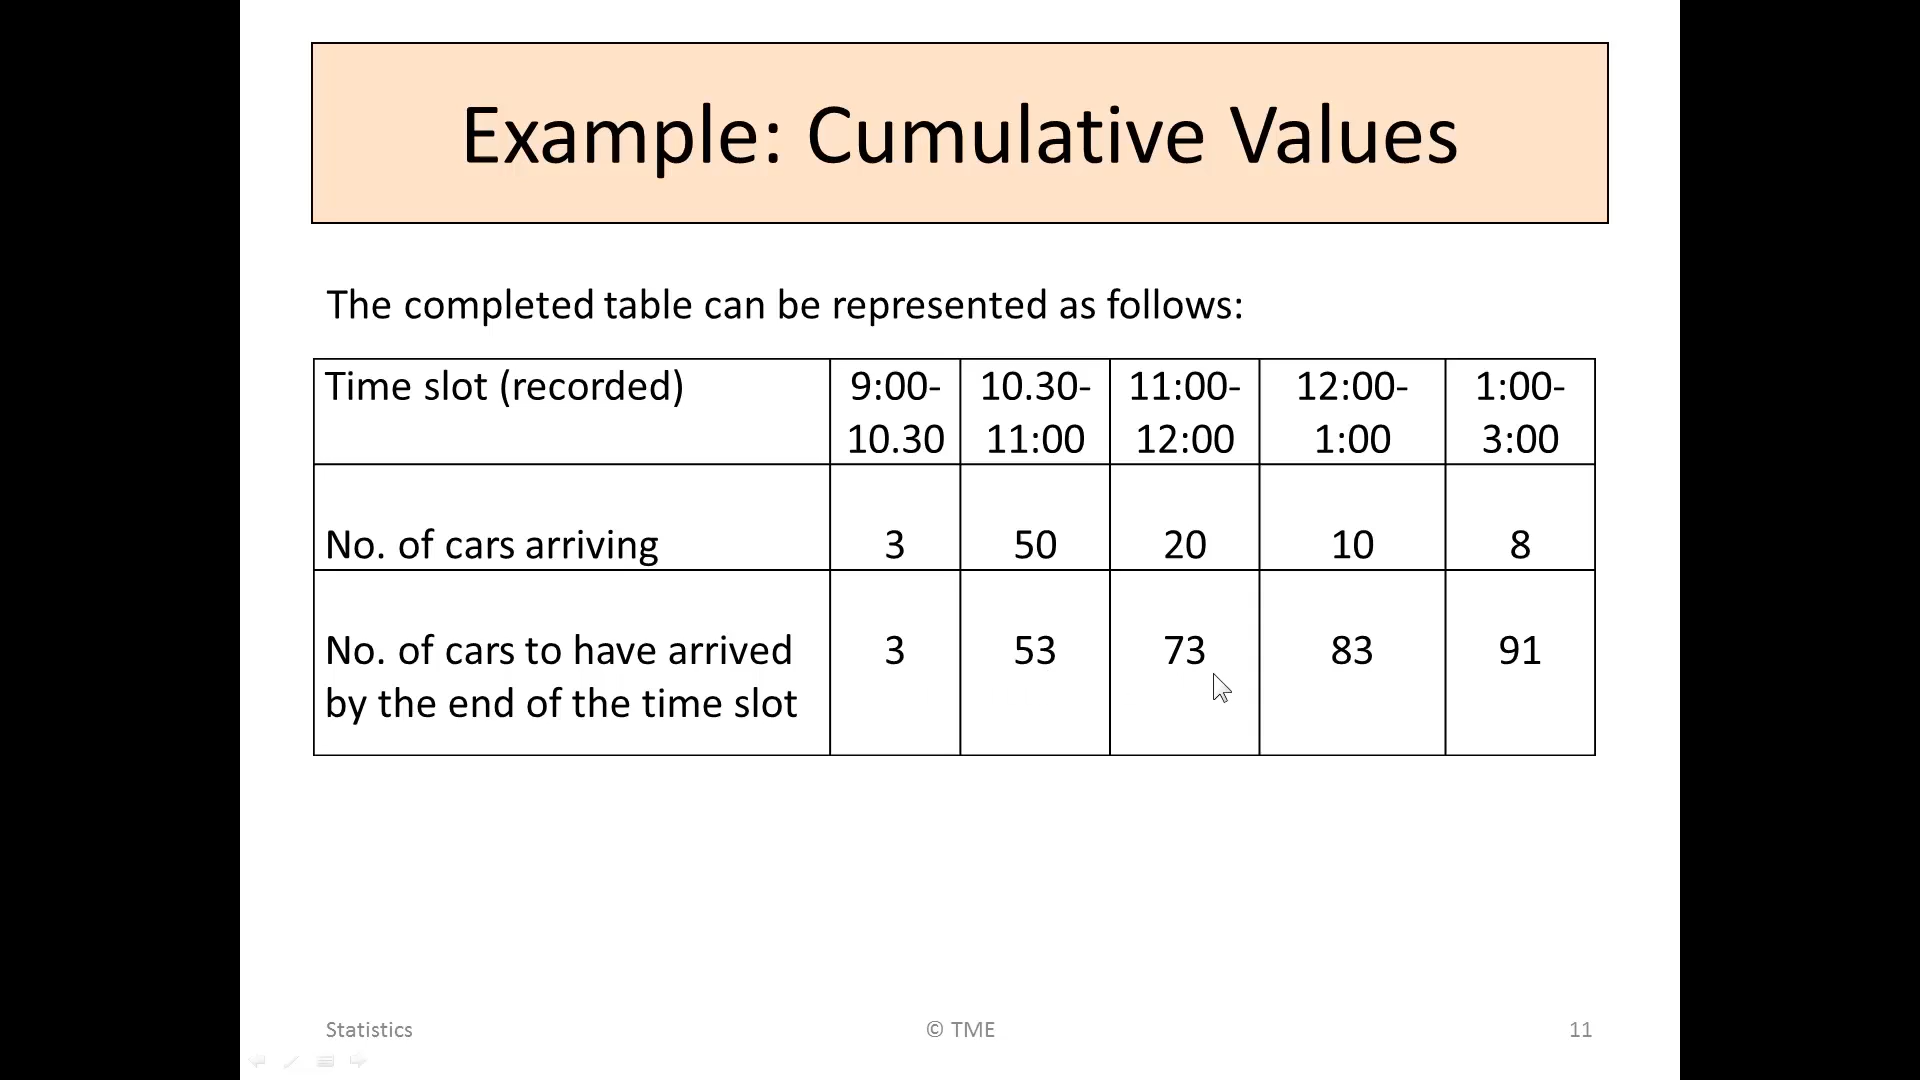 Example: Cumulative Values
The completed table can be represented as follows:
Time slot (recorded) 9:00- 10.30- 11:00- 12:00- 1:00-
10.30 11:00 12:00 1:00 3:00
No. of cars arriving 3 50 20 10 8
No. of cars to have arrived 3 53 73 83 91
by the end of the time slot
Statistics © TME 11